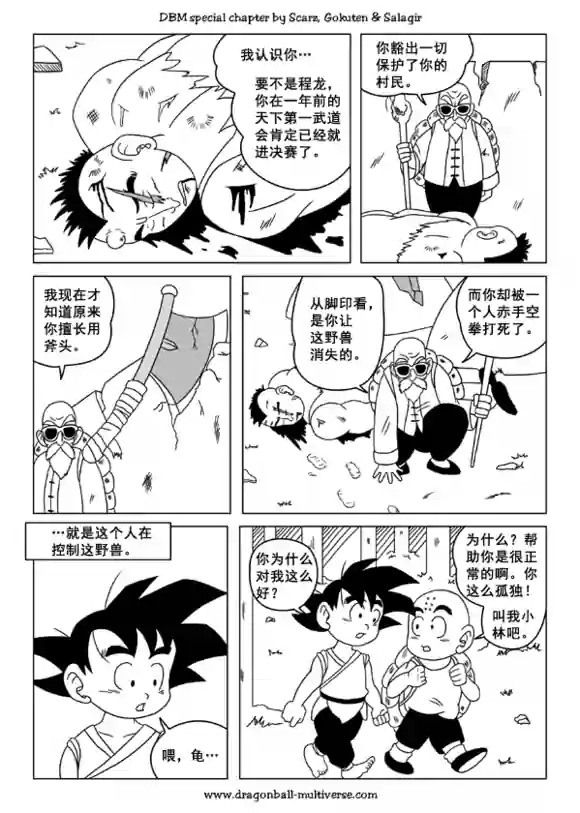 DBM special chapter by Scarz, Gokuten & Salagir
我认识你…
要不是程龙，
你在一年前的
天下第一武道
会肯定已经就
进决赛了。
你豁出一切
保护了你的
村民。
我现在才
知道原来
你擅长用
斧头。
从脚印看，
是你让
这野兽
消失的。
而你却被一
个人赤手空
拳打死了。
…就是这个人在
控制这野兽。
喂，龟…
你为什么
对我这么
好？
为什么？帮
助你是很正
常的啊。你
这么孤独！
叫我小
林吧。
www.dragonball-multiverse.com